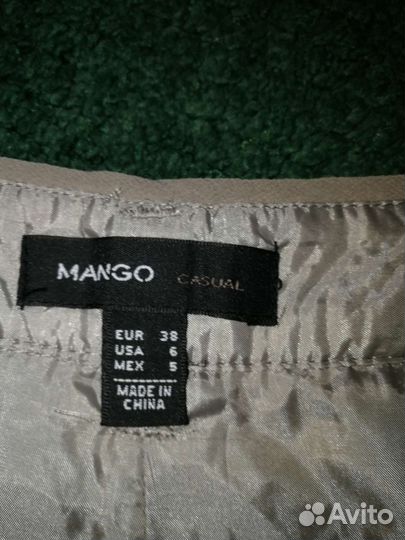 MANGO CASUAL
EUR 38
USA 6
MEX 5
MADE IN
CHINA
Avito